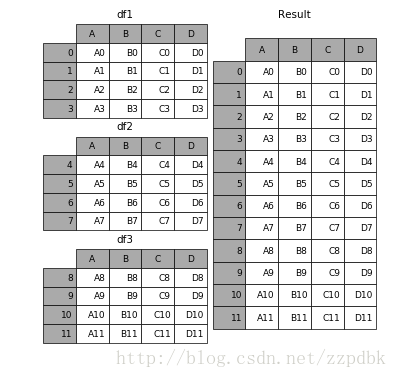 df1
A B C D
0 A0 B0 C0 D0
1 A1 B1 C1 D1
2 A2 B2 C2 D2
3 A3 B3 C3 D3
df2
A B C D
4 A4 B4 C4 D4
5 A5 B5 C5 D5
6 A6 B6 C6 D6
7 A7 B7 C7 D7
df3
A B C D
8 A8 B8 C8 D8
9 A9 B9 C9 D9
10 A10 B10 C10 D10
11 A11 B11 C11 D11
Result
A B C D
0 A0 B0 C0 D0
1 A1 B1 C1 D1
2 A2 B2 C2 D2
3 A3 B3 C3 D3
4 A4 B4 C4 D4
5 A5 B5 C5 D5
6 A6 B6 C6 D6
7 A7 B7 C7 D7
8 A8 B8 C8 D8
9 A9 B9 C9 D9
10 A10 B10 C10 D10
11 A11 B11 C11 D11
http://blog.csdn.net/zzpdbk